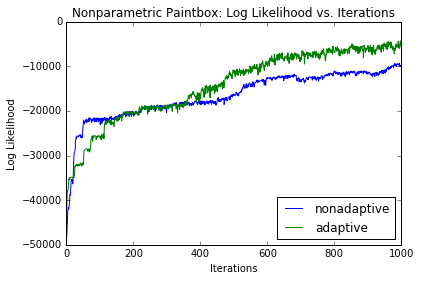 Nonparametric Paintbox: Log Likelihood vs. Iterations
0
−10000
−20000
−30000
−40000
−50000
Log Likelihood
0
200
400
600
800
1000
Iterations
nonadaptive
adaptive